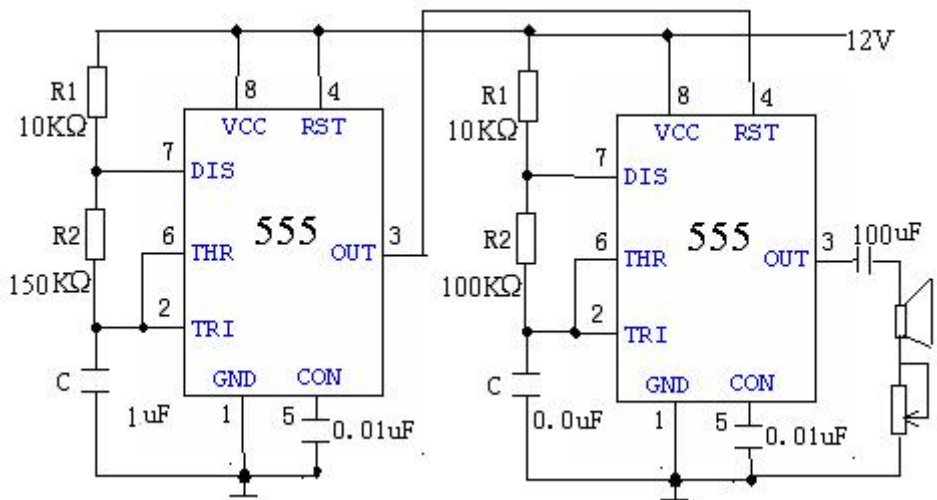 12V
R1
10KΩ
8
4
VCC
RST
7
DIS
R2
150KΩ
6
THR
555
OUT
3
2
TRI
C
1uF
GND
CON
1
5
0.01uF
R1
10KΩ
8
4
VCC
RST
7
DIS
R2
100KΩ
6
THR
555
OUT
3
100uF
2
TRI
C
0.0uF
GND
CON
1
5
0.01uF